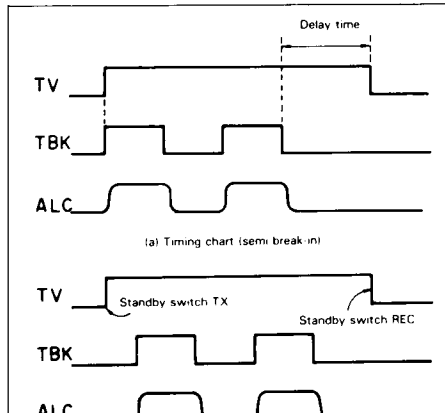 Delay time
TV
TBK
ALC
(a) Timing chart (semi break-in)
TV
Standby switch TX
Standby switch REC
TBK
ALC